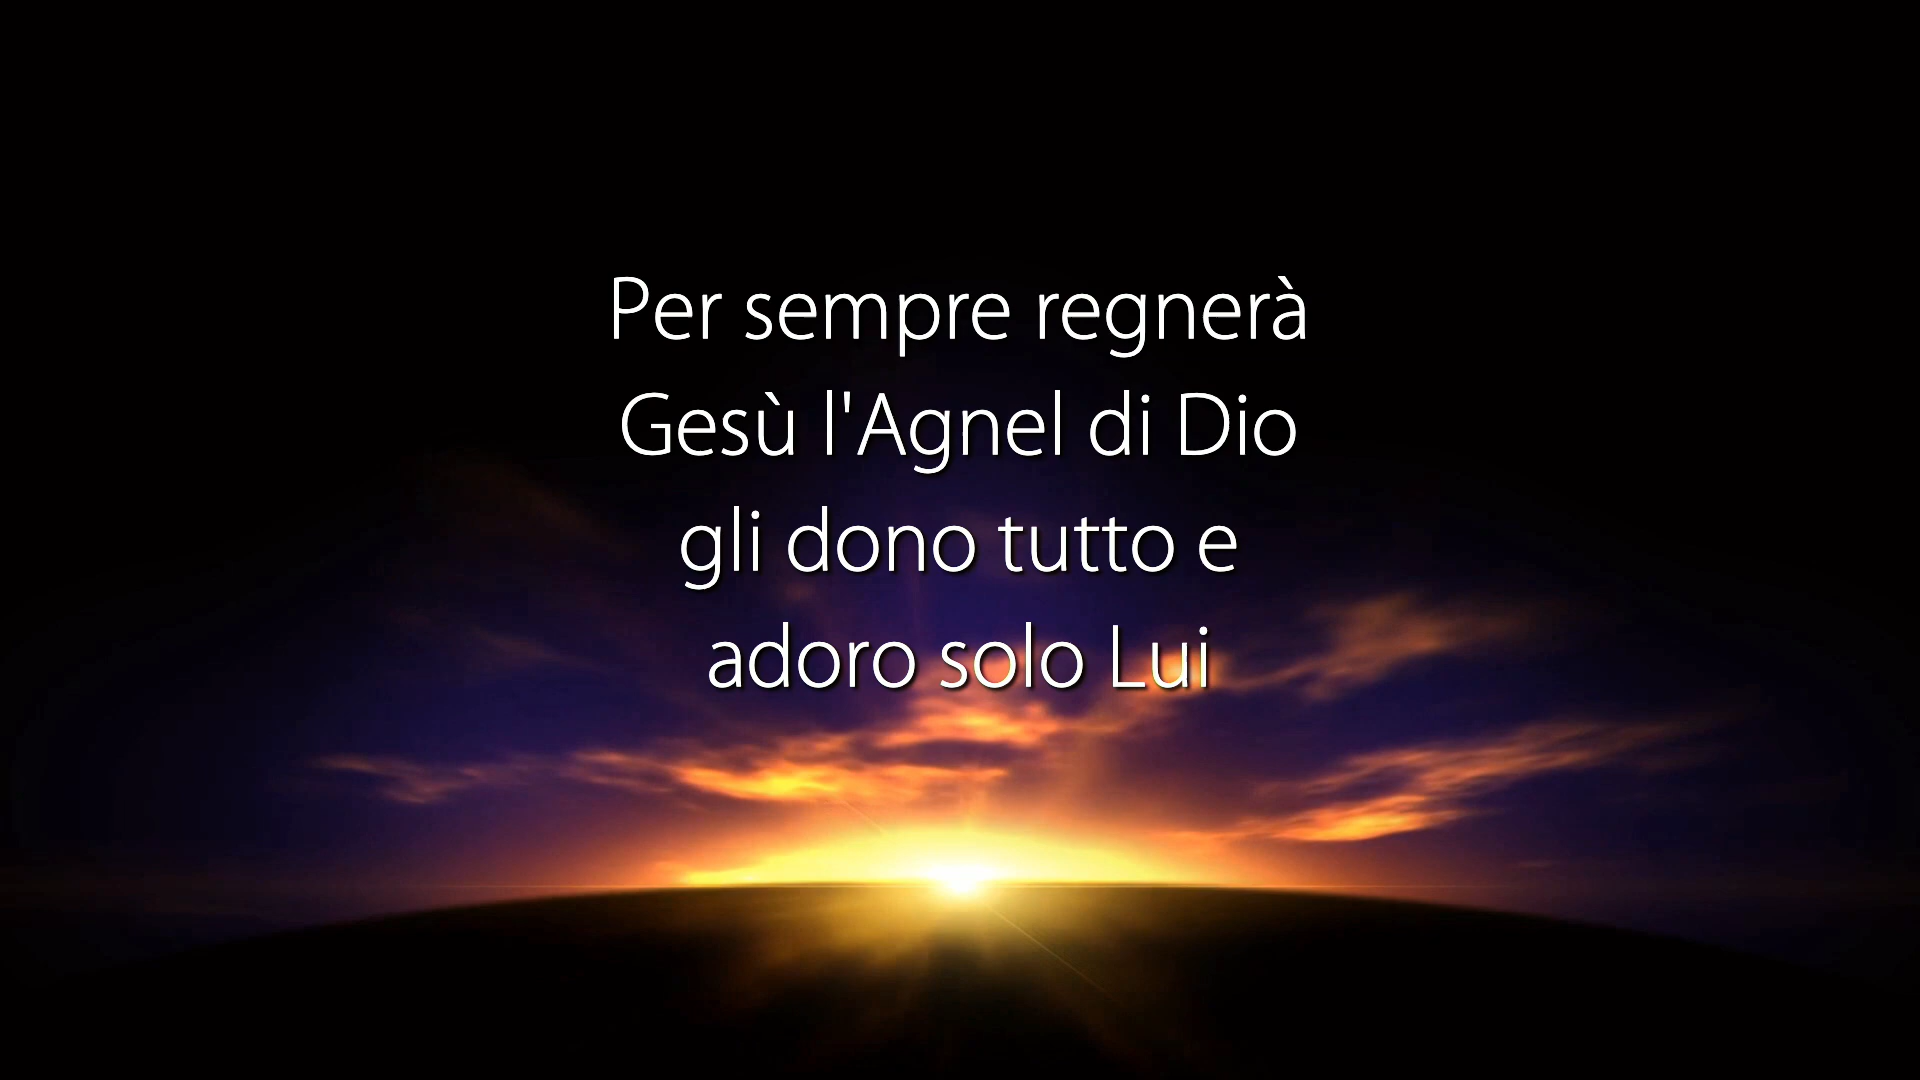 Per sempre regnerà
Gesù l'Agnel di Dio
gli dono tutto e
adoro solo Lui